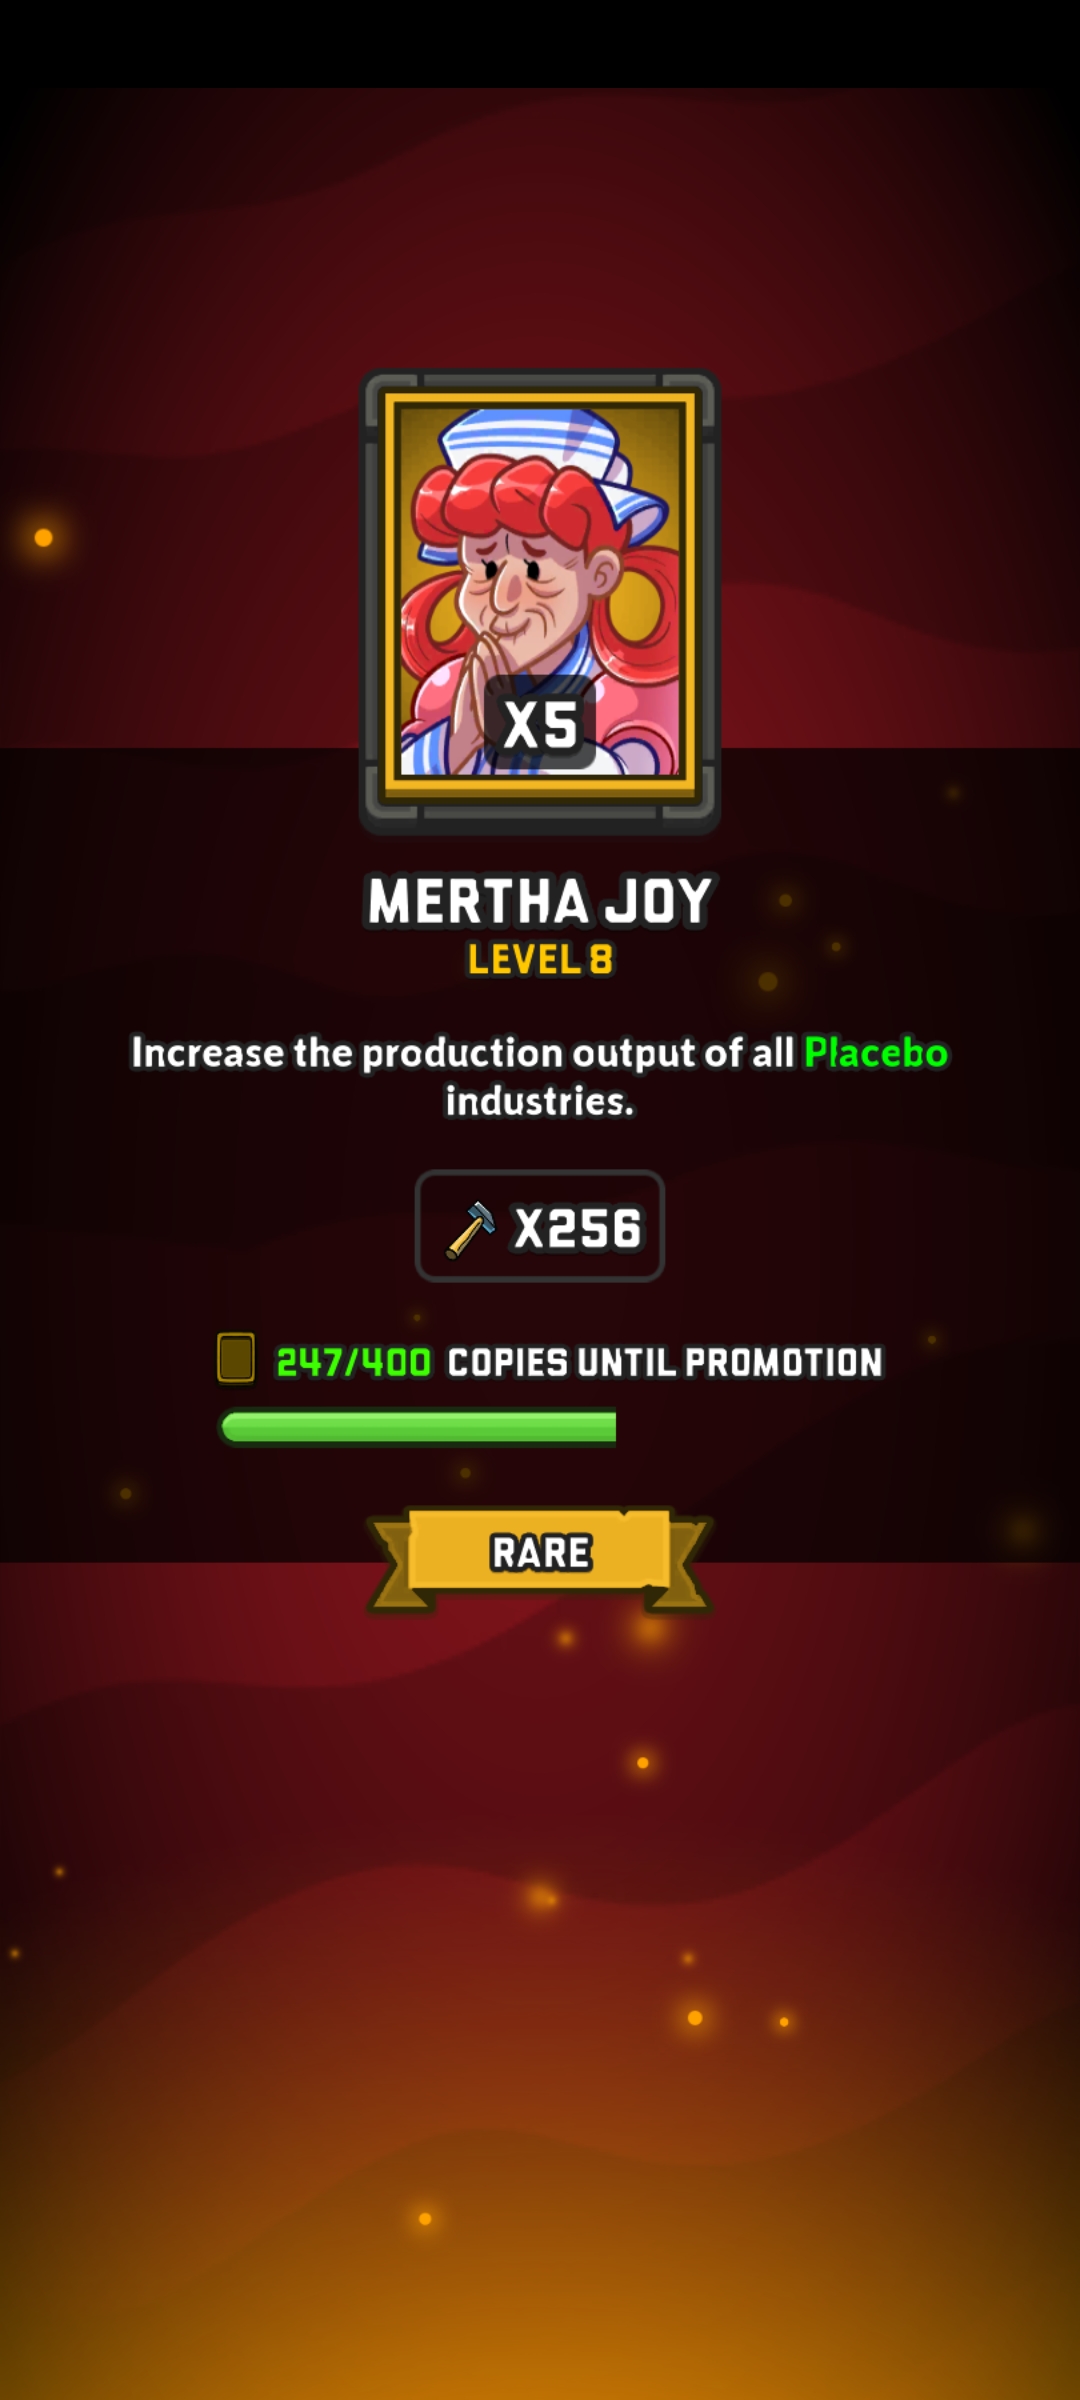 X5
MERTHA JOY
LEVEL 8
Increase the production output of all Placebo
industries.
X256
247/400 COPIES UNTIL PROMOTION
RARE